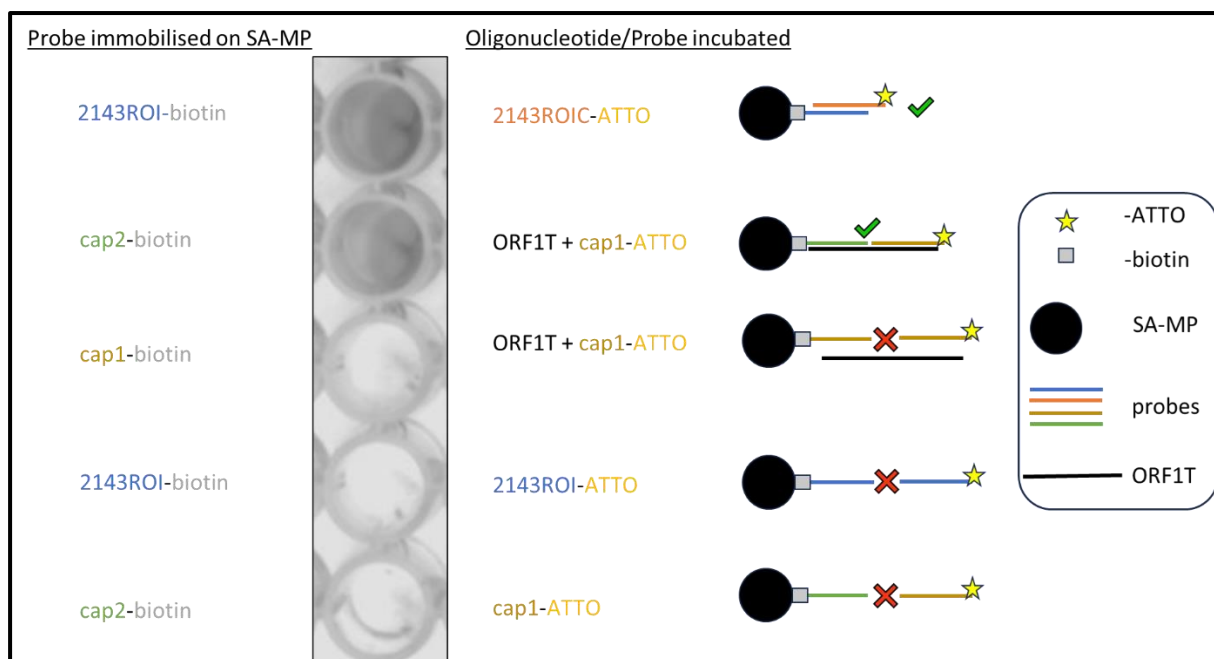 Probe immobilised on SA-MP
Oligonucleotide/Probe incubated
2143ROI-biotin
2143ROIC-ATTO
cap2-biotin
ORF1T + cap1-ATTO
cap1-biotin
ORF1T + cap1-ATTO
2143ROI-biotin
2143ROI-ATTO
cap2-biotin
cap1-ATTO
-ATTO
-biotin
SA-MP
probes
ORF1T